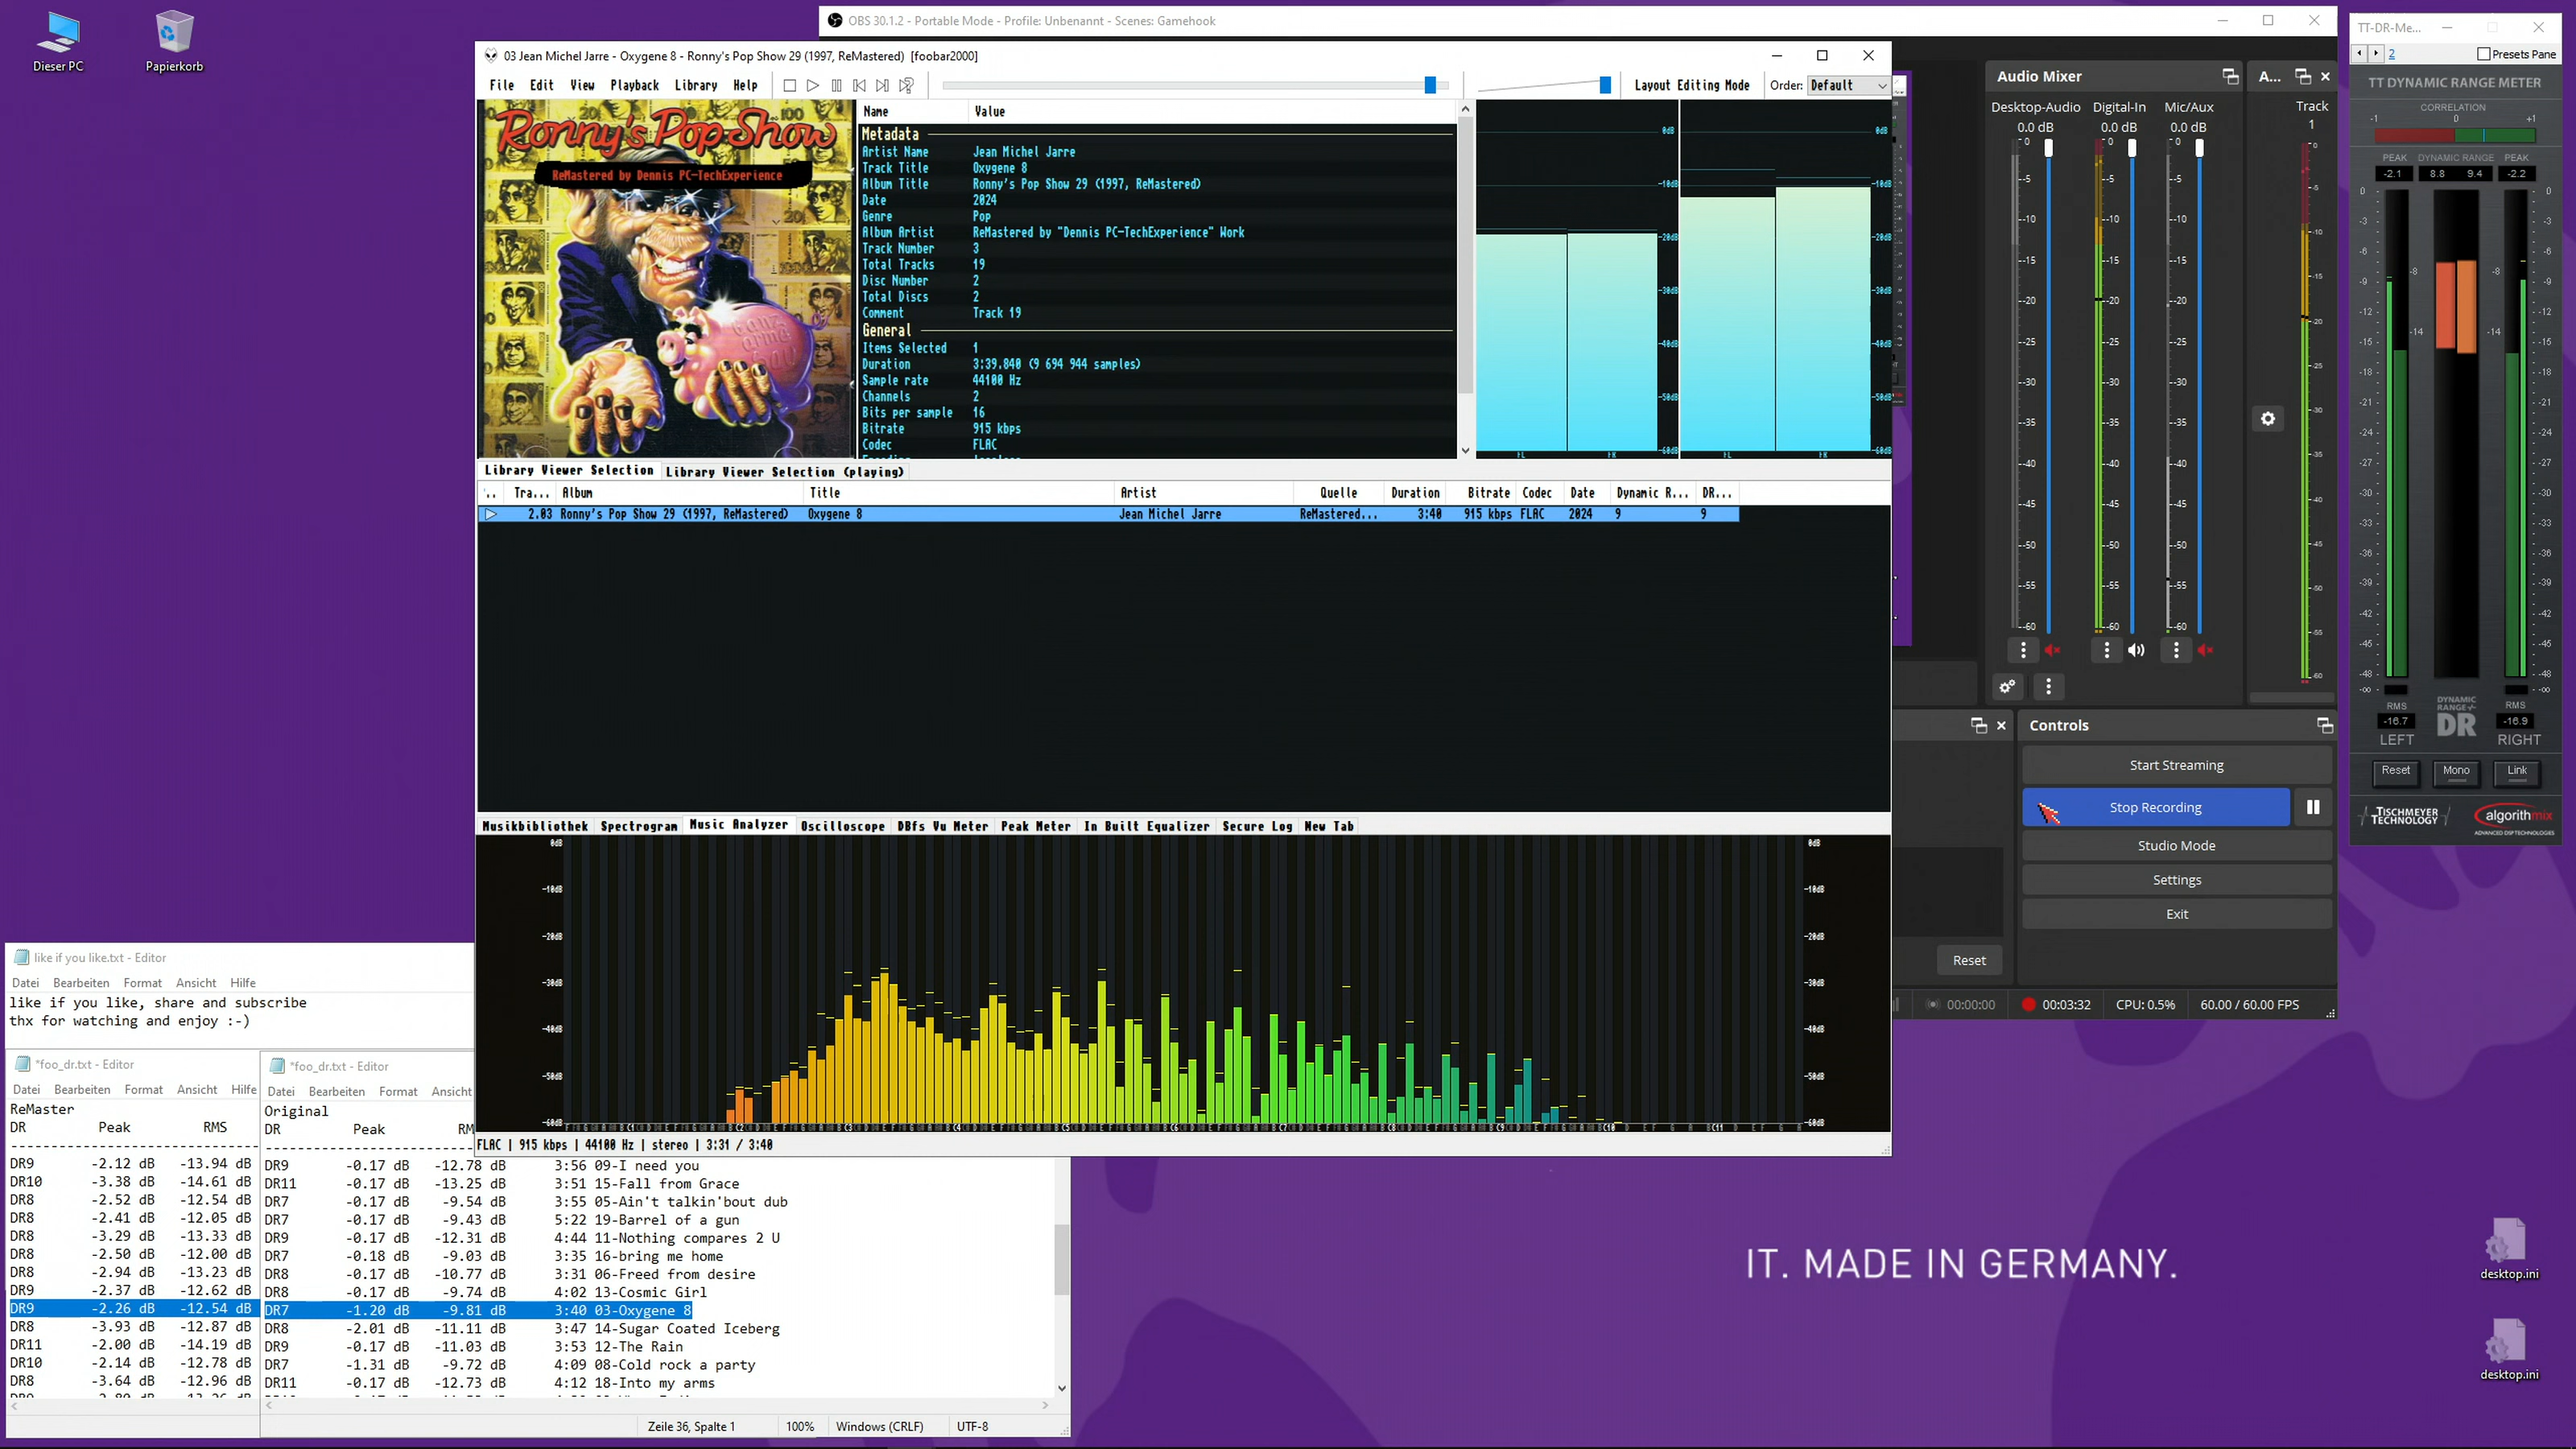 Dieser PC
Papierkorb
OBS 30.1.2 - Portable Mode - Profile: Unbenannt - Scenes: Gamehook
03 Jean Michel Jarre - Oxygene 8 - Ronny's Pop Show 29 (1997, ReMastered) [foobar2000]
File Edit View Playback Library Help
Layout Editing Mode Order: Default
Ronny's Pop Show
ReMastered by Dennis PC-TechExperience
Name Value
Metadata
Artist Name Jean Michel Jarre
Track Title Oxygene 8
Album Title Ronny's Pop Show 29 (1997, ReMastered)
Date 2024
Genre Pop
Album Artist ReMastered by "Dennis PC-TechExperience" Work
Track Number 3
Total Tracks 19
Disc Number 2
Total Discs 2
Comment Track 19
General
Items Selected 1
Duration 3:39.840 (9 694 944 samples)
Sample rate 44100 Hz
Channels 2
Bits per sample 16
Bitrate 915 kbps
Codec FLAC
Library Viewer Selection Library Viewer Selection (playing)
Tra... Album Title Artist Quelle Duration Bitrate Codec Date Dynamic R... DR...
2.03 Ronny's Pop Show 29 (1997, ReMastered) Oxygene 8 Jean Michel Jarre ReMastered... 3:40 915 kbps FLAC 2024 9 9
Musikbibliothek Spectrogram Music Analyzer Oscilloscope DBfs Vu Meter Peak Meter In Built Equalizer Secure Log New Tab
FLAC | 915 kbps | 44100 Hz | stereo | 3:31 / 3:40
Audio Mixer
A...
Desktop-Audio Digital-In Mic/Aux
0.0 dB 0.0 dB 0.0 dB
Track
1
Controls
Start Streaming
Stop Recording
Studio Mode
Settings
Exit
Reset
00:00:00 00:03:32 CPU: 0.5% 60.00 / 60.00 FPS
TT-DR-Me...
2 Presets Pane
TT DYNAMIC RANGE METER
CORRELATION
-1 0 +1
PEAK DYNAMIC RANGE PEAK
-2.1 8.8 9.4 -2.2
RMS DYNAMIC RANGE RMS
-16.7 DR -16.9
LEFT RIGHT
Reset Mono Link
TISCHMEYER TECHNOLOGY
algorithmix
ADVANCED DSP TECHNOLOGIES
like if you like.txt - Editor
Datei Bearbeiten Format Ansicht Hilfe
like if you like, share and subscribe
thx for watching and enjoy :-)
*foo_dr.txt - Editor
Datei Bearbeiten Format Ansicht Hilfe
ReMaster
DR Peak RMS
DR9 -2.12 dB -13.94 dB
DR10 -3.38 dB -14.61 dB
DR8 -2.52 dB -12.54 dB
DR8 -2.41 dB -12.05 dB
DR8 -3.29 dB -13.33 dB
DR8 -2.50 dB -12.00 dB
DR8 -2.94 dB -13.23 dB
DR9 -2.37 dB -12.62 dB
DR9 -2.26 dB -12.54 dB
DR8 -3.93 dB -12.87 dB
DR11 -2.00 dB -14.19 dB
DR10 -2.14 dB -12.78 dB
DR8 -3.64 dB -12.96 dB
*foo_dr.txt - Editor
Datei Bearbeiten Format Ansicht
Original
DR Peak RM
DR9 -0.17 dB -12.78 dB 3:56 09-I need you
DR11 -0.17 dB -13.25 dB 3:51 15-Fall from Grace
DR7 -0.17 dB -9.54 dB 3:55 05-Ain't talkin'bout dub
DR7 -0.17 dB -9.43 dB 5:22 19-Barrel of a gun
DR9 -0.17 dB -12.31 dB 4:44 11-Nothing compares 2 U
DR7 -0.18 dB -9.03 dB 3:35 16-bring me home
DR8 -0.17 dB -10.77 dB 3:31 06-Freed from desire
DR8 -0.17 dB -9.74 dB 4:02 13-Cosmic Girl
DR7 -1.20 dB -9.81 dB 3:40 03-Oxygene 8
DR8 -2.01 dB -11.11 dB 3:47 14-Sugar Coated Iceberg
DR9 -0.17 dB -11.03 dB 3:53 12-The Rain
DR7 -1.31 dB -9.72 dB 4:09 08-Cold rock a party
DR11 -0.17 dB -12.73 dB 4:12 18-Into my arms
Zeile 36, Spalte 1 100% Windows (CRLF) UTF-8
IT. MADE IN GERMANY.
desktop.ini
desktop.ini